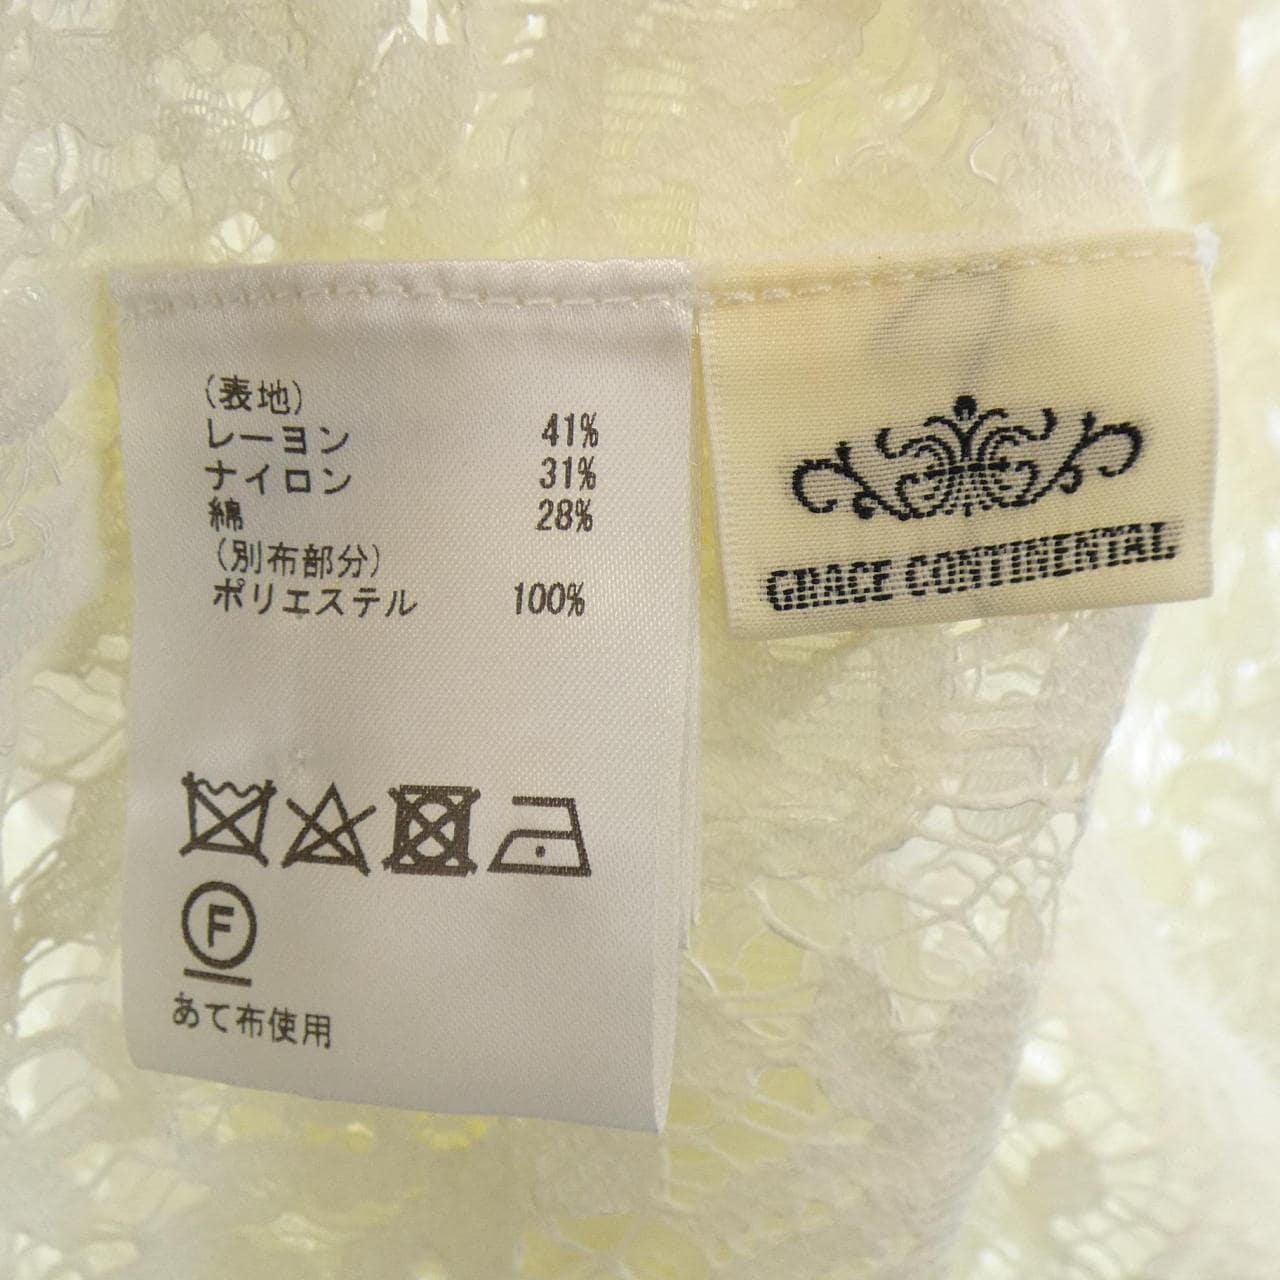 (表地)
レーヨン 41%
ナイロン 31%
綿 28%
(別布部分)
ポリエステル 100%
F
あて布使用
GRACE CONTINENTAL